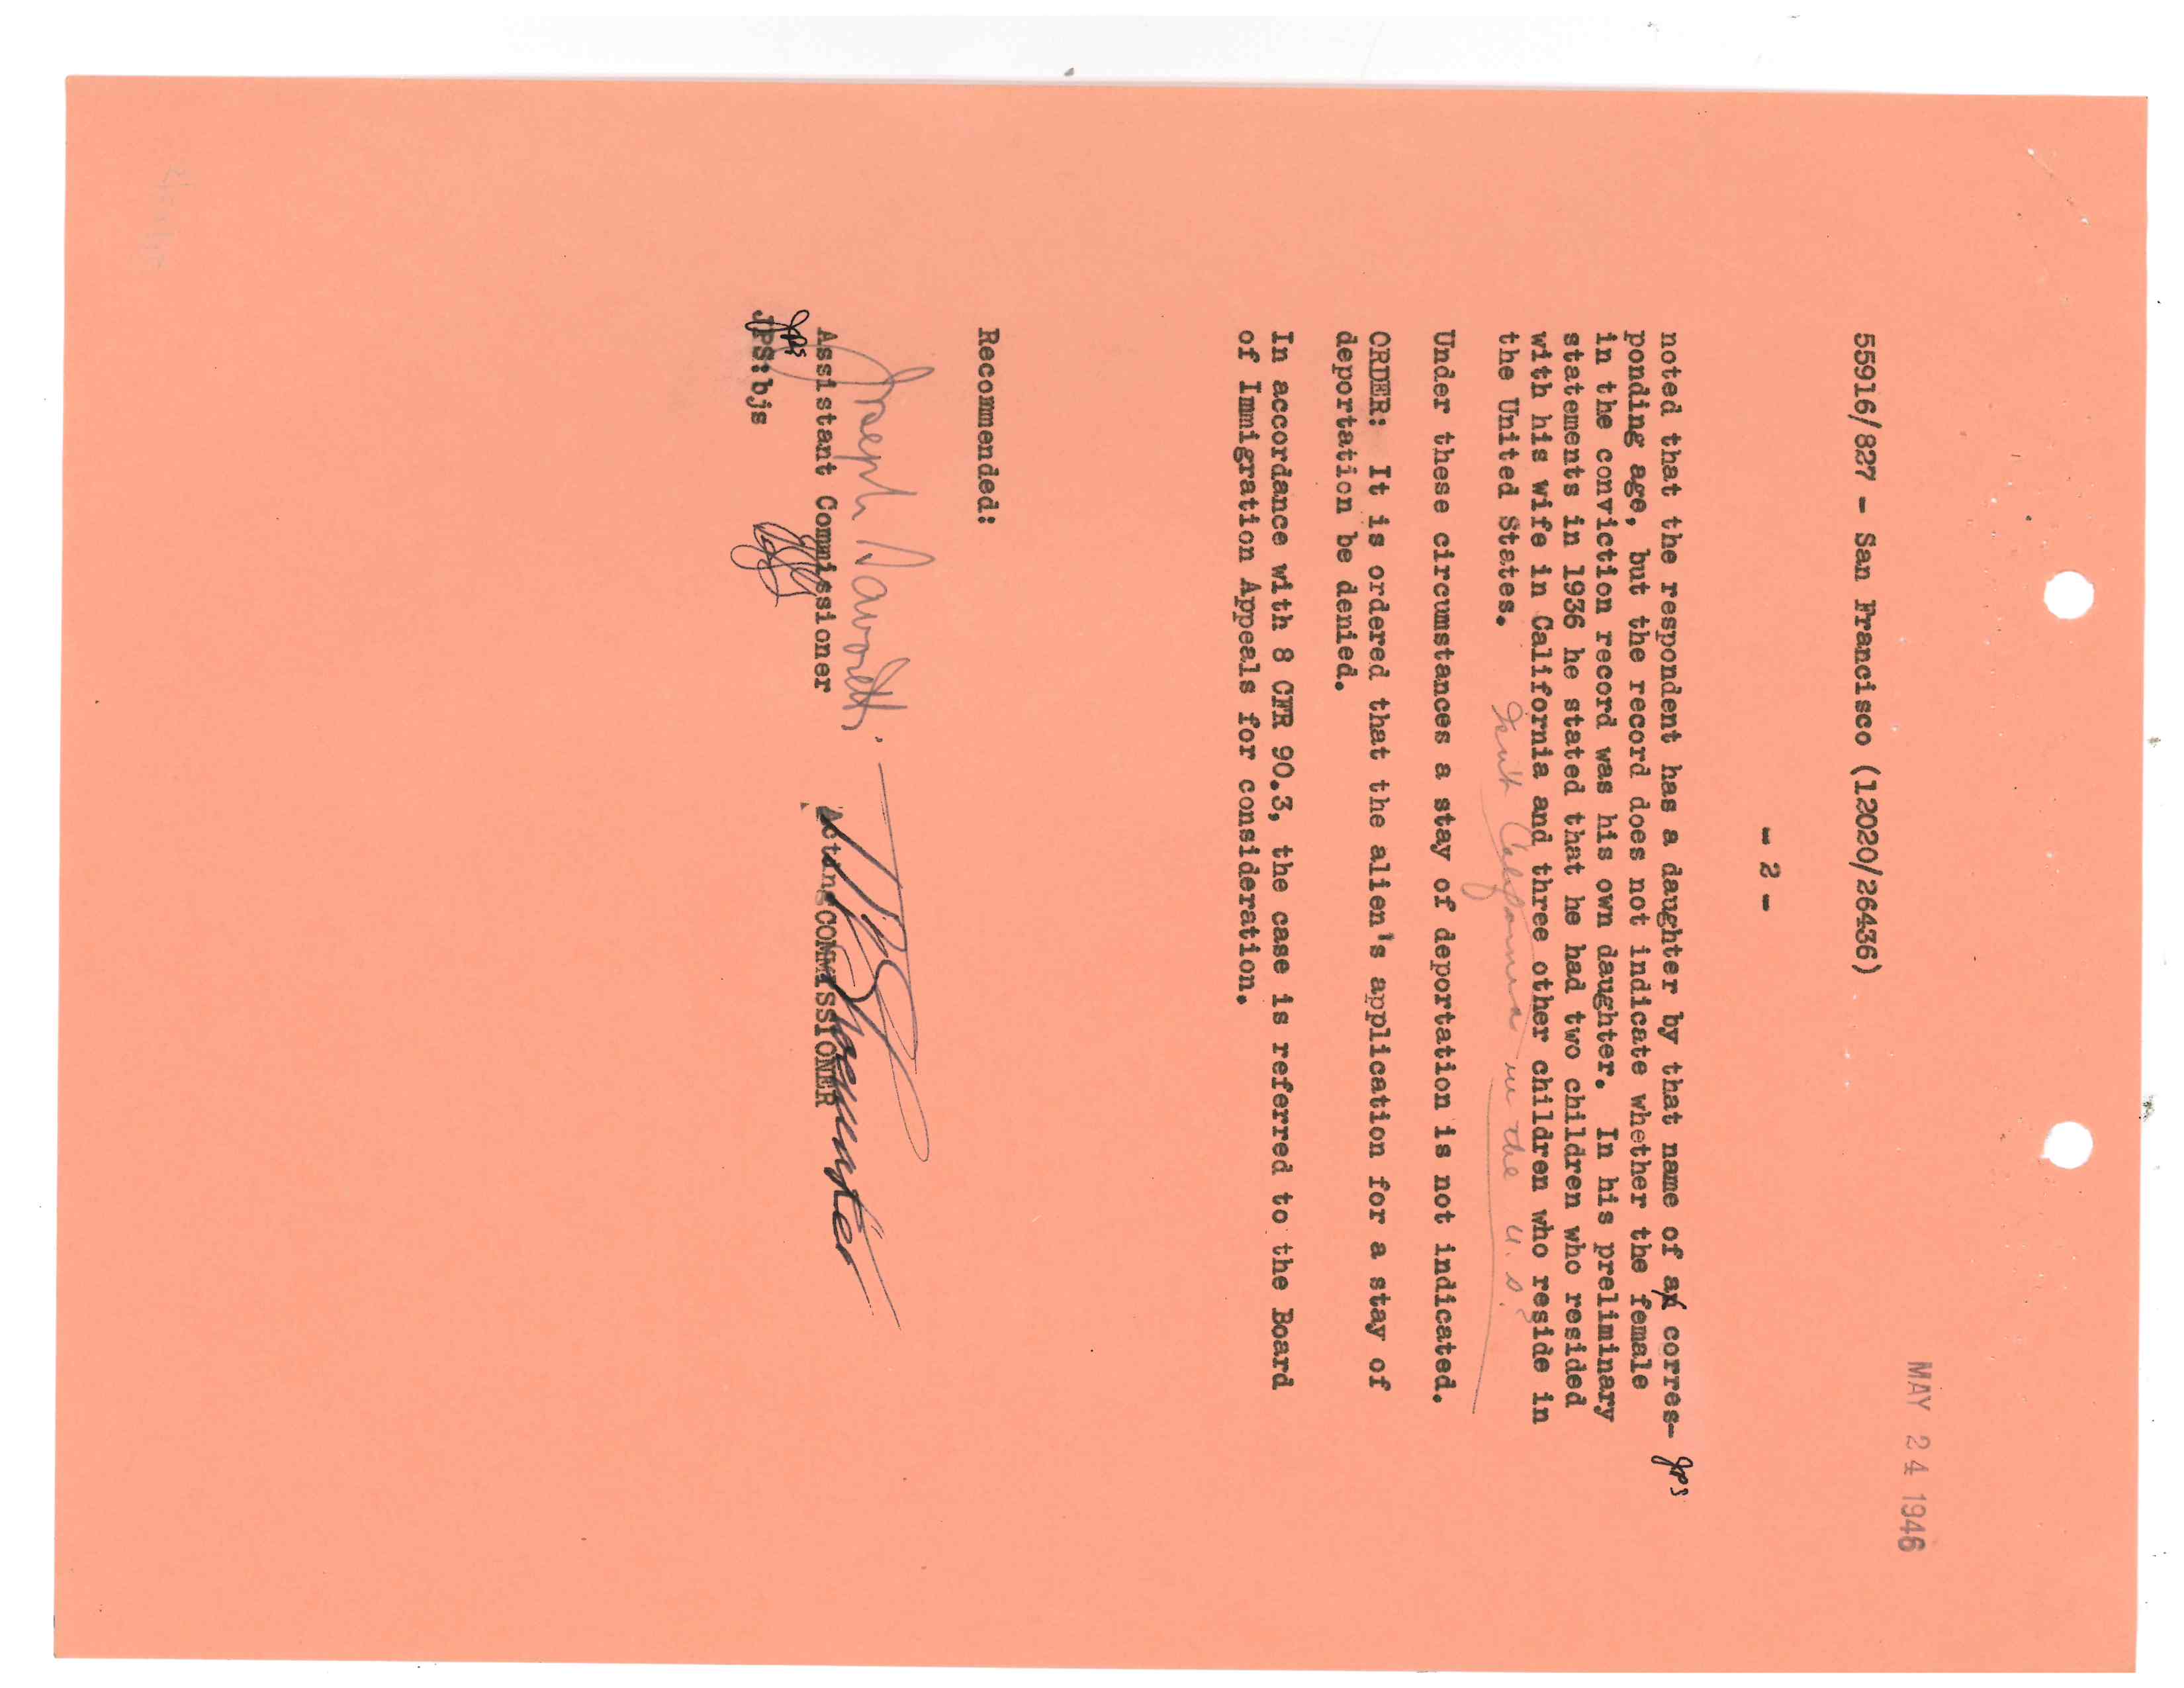 MAY 24 1946
55916/827 - San Francisco (12020/26436)
- 2 -
noted that the respondent has a daughter by that name of a corres- JPS
ponding age, but the record does not indicate whether the female
in the conviction record was his own daughter. In his preliminary
statements in 1936 he stated that he had two children who resided
with his wife in California and three other children who reside in
the United States. Isn't California in the U.S.?
Under these circumstances a stay of deportation is not indicated.
ORDER: It is ordered that the alien's application for a stay of
deportation be denied.
In accordance with 8 CFR 90.3, the case is referred to the Board
of Immigration Appeals for consideration.
Recommended:
Joseph Savoretti T B Shoemaker
Assistant Commissioner Acting COMMISSIONER
JPS
JPS:bjs